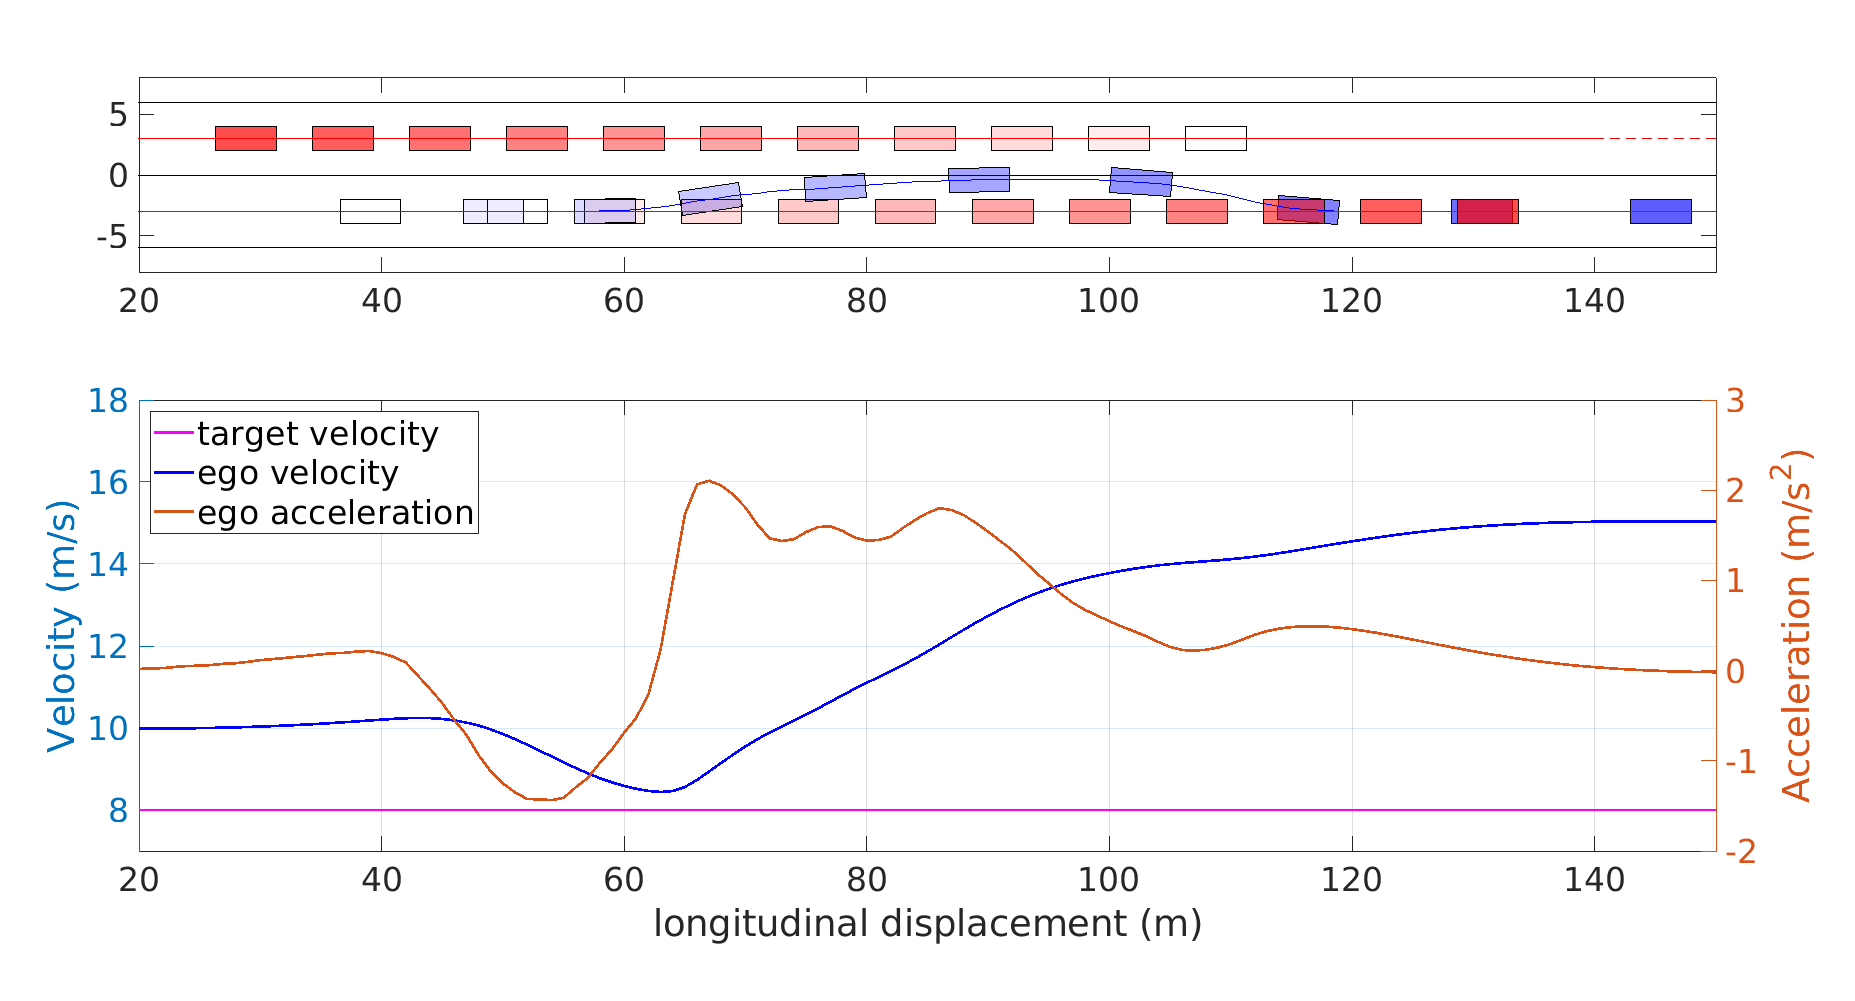 5
0
-5
20 40 60 80 100 120 140
18
16
14
12
10
8
Velocity (m/s)
target velocity
ego velocity
ego acceleration
3
2
1
0
-1
-2
Acceleration (m/s²)
20 40 60 80 100 120 140
longitudinal displacement (m)